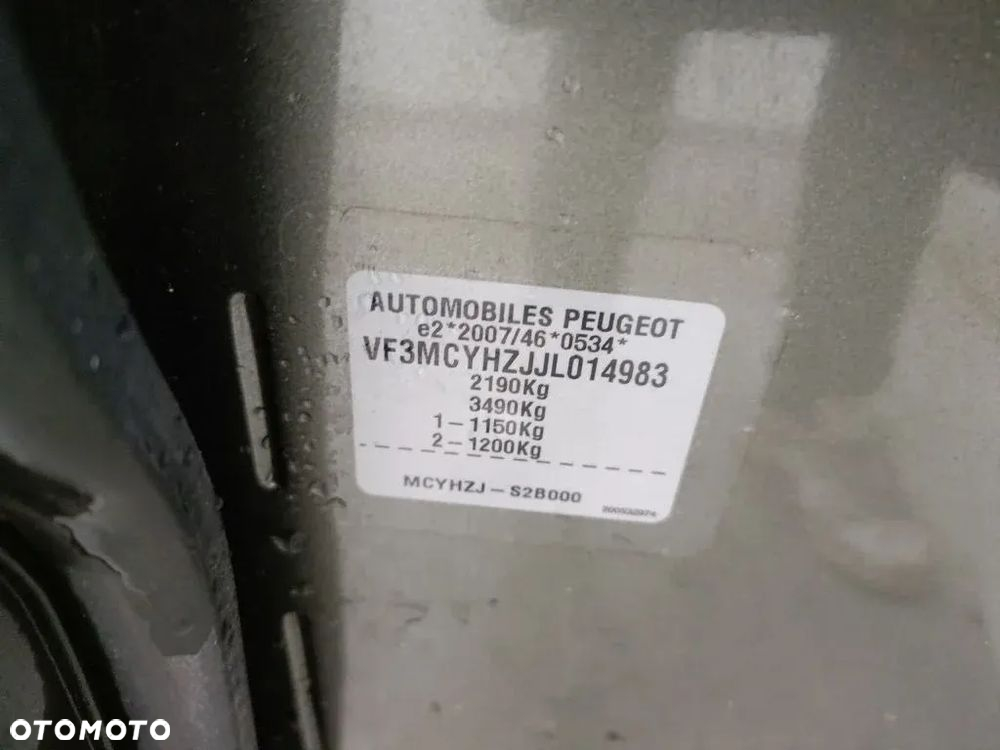 AUTOMOBILES PEUGEOT
e2*2007/46*0534*
VF3MCYHZJJL014983
2190Kg
3490Kg
1-1150Kg
2-1200Kg
MCYHZJ-S2B000
OTOMOTO